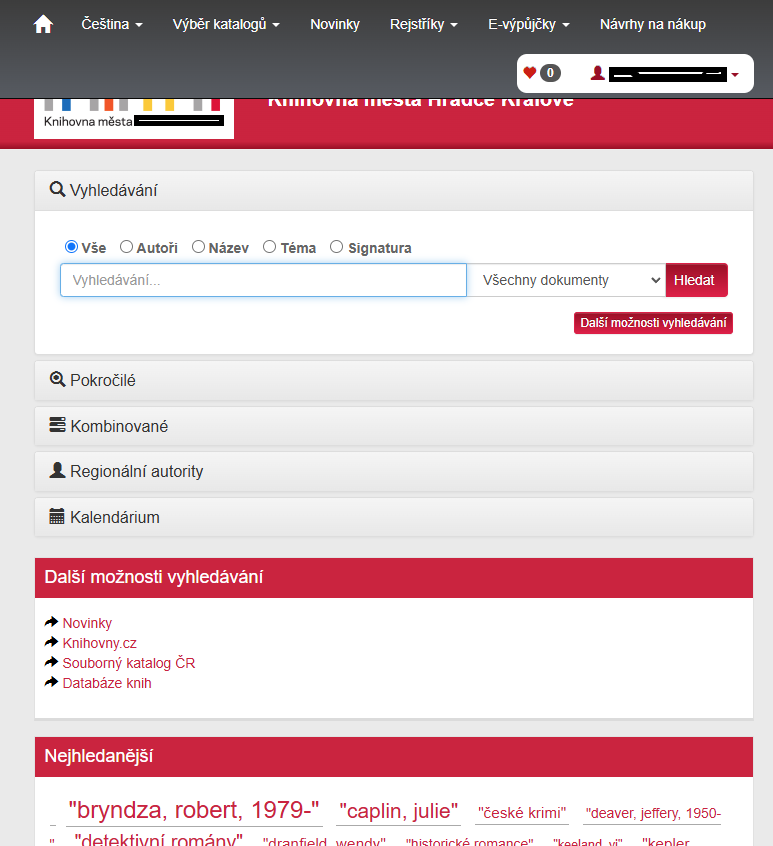 Čeština Výběr katalogů Novinky Rejstříky E-výpůjčky Návrhy na nákup
0
Knihovna města Hradce Králové
Knihovna města
Vyhledávání
Vše Autoři Název Téma Signatura
Vyhledávání... Všechny dokumenty Hledat
Další možnosti vyhledávání
Pokročilé
Kombinované
Regionální autority
Kalendárium
Další možnosti vyhledávání
Novinky
Knihovny.cz
Souborný katalog ČR
Databáze knih
Nejhledanější
"bryndza, robert, 1979-" "caplin, julie" "české krimi" "deaver, jeffery, 1950-
" "detektivní romány" "dranfield, wendy" "historické romance" "keeland, vi" "kepler,